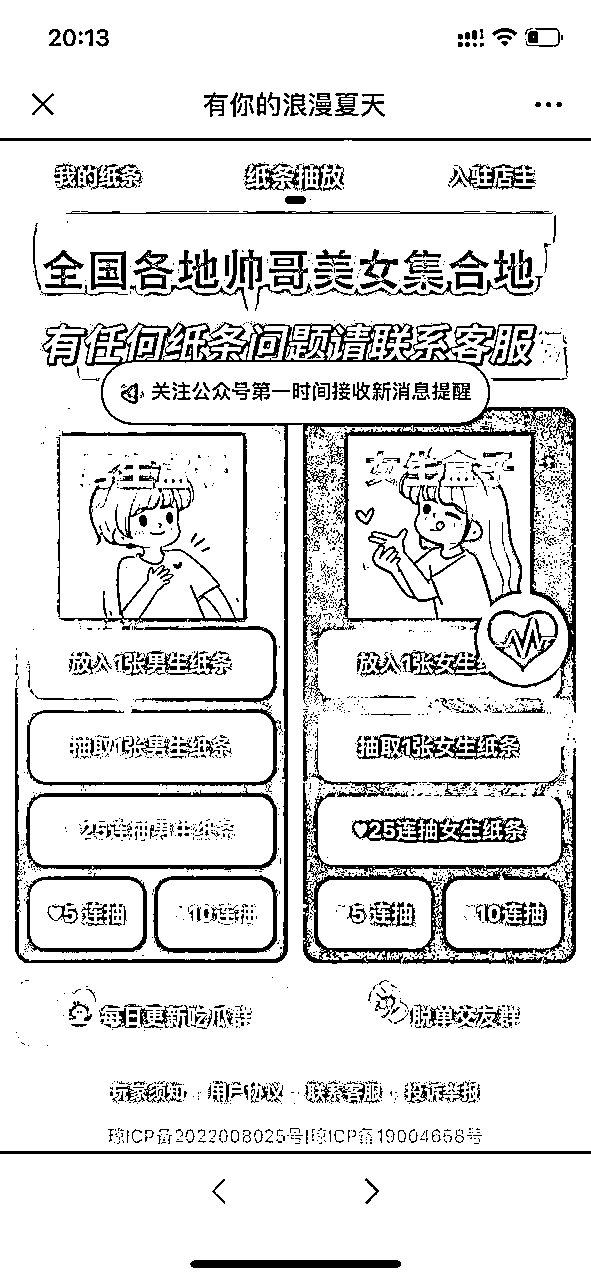 20:13
有你的浪漫夏天
我的纸条 纸条抽放 入驻店主
全国各地帅哥美女集合地
有任何纸条问题请联系客服
关注公众号第一时间接收新消息提醒
女生盒子
放入1张男生纸条 放入1张女生
抽取1张男生纸条 抽取1张女生纸条
25连抽男生纸条 25连抽女生纸条
5连抽 10连抽 5连抽 10连抽
每日更新吃瓜群 脱单交友群
玩家须知 用户协议 联系客服 投诉举报
琼ICP备2022008025号|琼ICP备19004658号